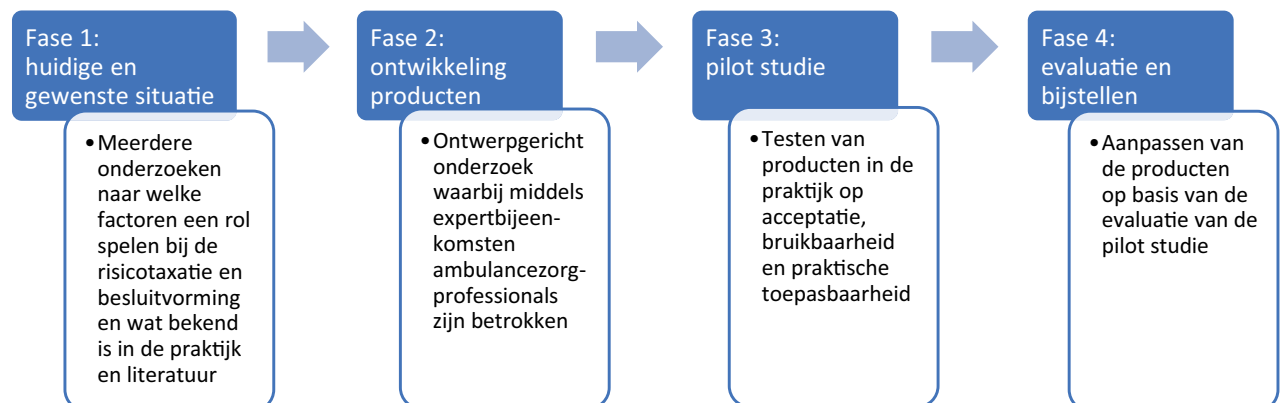 Fase 1:
huidige en
gewenste situatie
• Meerdere
onderzoeken
naar welke
factoren een rol
spelen bij de
risicotaxatie en
besluitvorming
en wat bekend
is in de praktijk
en literatuur
Fase 2:
ontwikkeling
producten
• Ontwerpgericht
onderzoek
waarbij middels
expertbijeen-
komsten
ambulancezorg-
professionals
zijn betrokken
Fase 3:
pilot studie
• Testen van
producten in de
praktijk op
acceptatie,
bruikbaarheid
en praktische
toepasbaarheid
Fase 4:
evaluatie en
bijstellen
• Aanpassen van
de producten
op basis van de
evaluatie van de
pilot studie